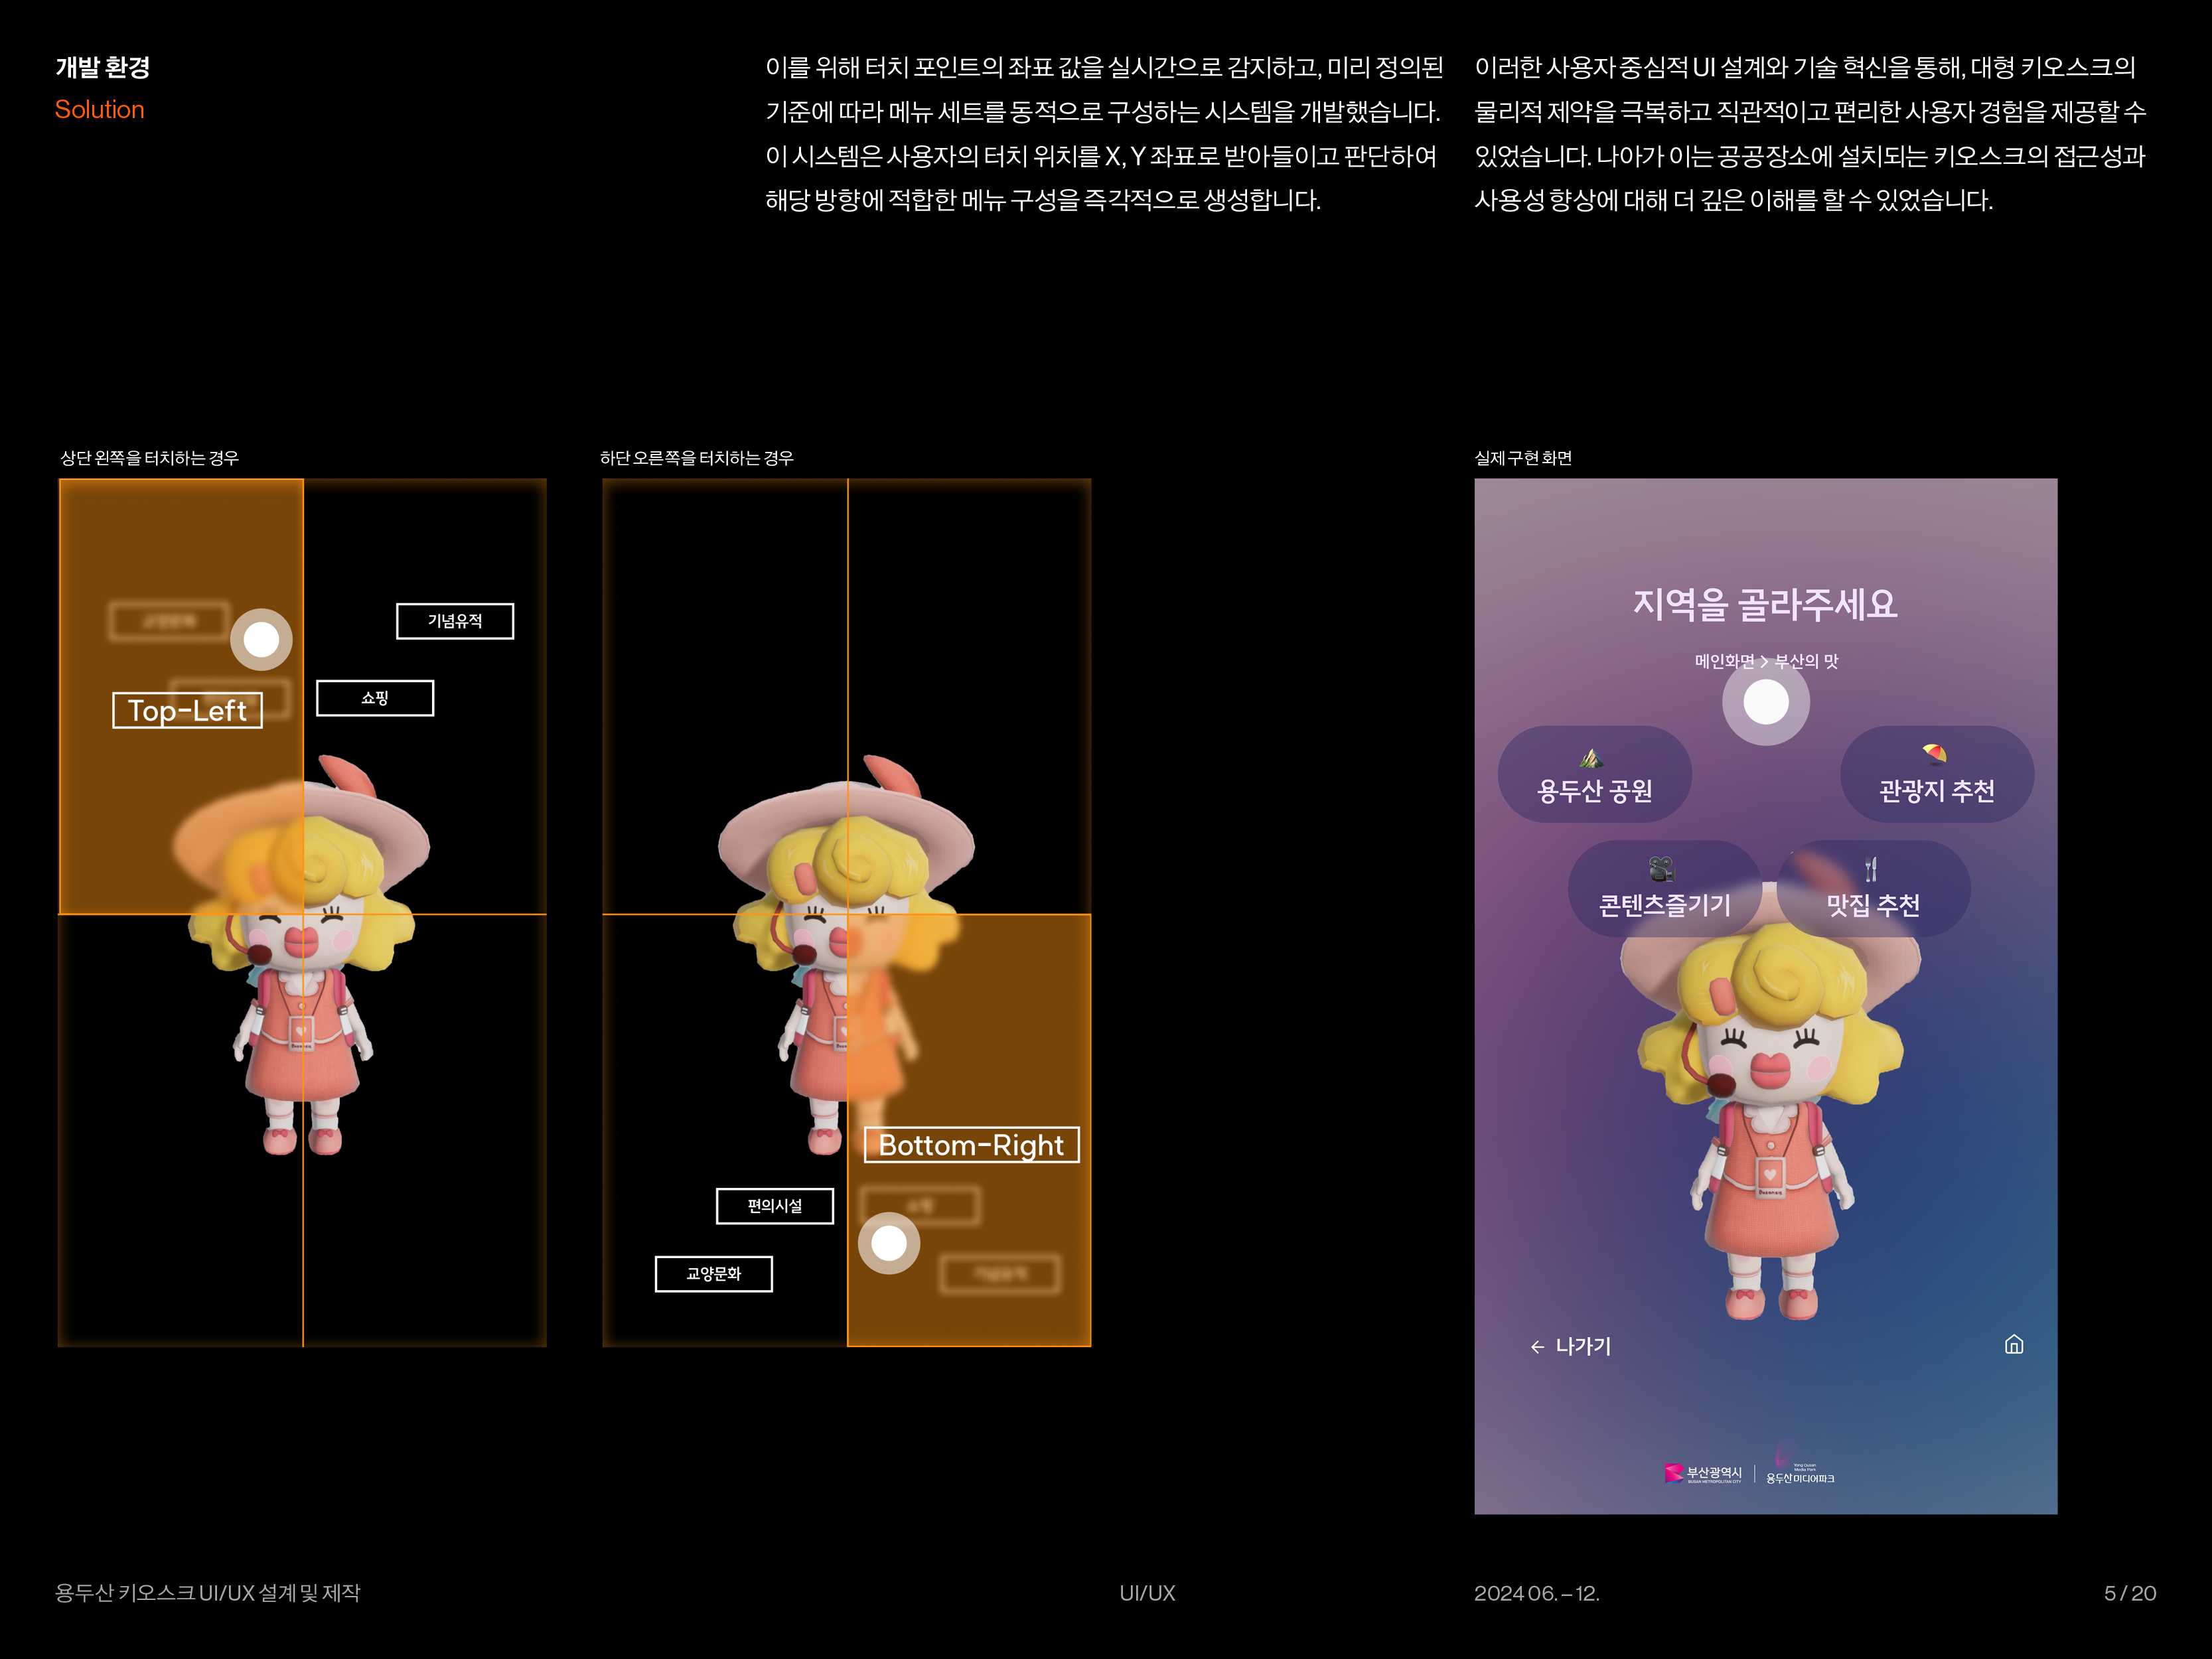 개발 환경
Solution
이를 위해 터치 포인트의 좌표 값을 실시간으로 감지하고, 미리 정의된
기준에 따라 메뉴 세트를 동적으로 구성하는 시스템을 개발했습니다.
이 시스템은 사용자의 터치 위치를 X, Y 좌표로 받아들이고 판단하여
해당 방향에 적합한 메뉴 구성을 즉각적으로 생성합니다.
이러한 사용자 중심적 UI 설계와 기술 혁신을 통해, 대형 키오스크의
물리적 제약을 극복하고 직관적이고 편리한 사용자 경험을 제공할 수
있었습니다. 나아가 이는 공공장소에 설치되는 키오스크의 접근성과
사용성 향상에 대해 더 깊은 이해를 할 수 있었습니다.
상단 왼쪽을 터치하는 경우
기념유적
쇼핑
Top-Left
하단 오른쪽을 터치하는 경우
Bottom-Right
편의시설
교양문화
실제 구현 화면
지역을 골라주세요
메인화면 > 부산의 맛
용두산 공원
관광지 추천
콘텐츠즐기기
맛집 추천
← 나가기
부산광역시
BUSAN METROPOLITAN CITY
Yong Dusan
Media Park
용두산미디어파크
용두산 키오스크 UI/UX 설계 및 제작
UI/UX
2024 06. – 12.
5 / 20